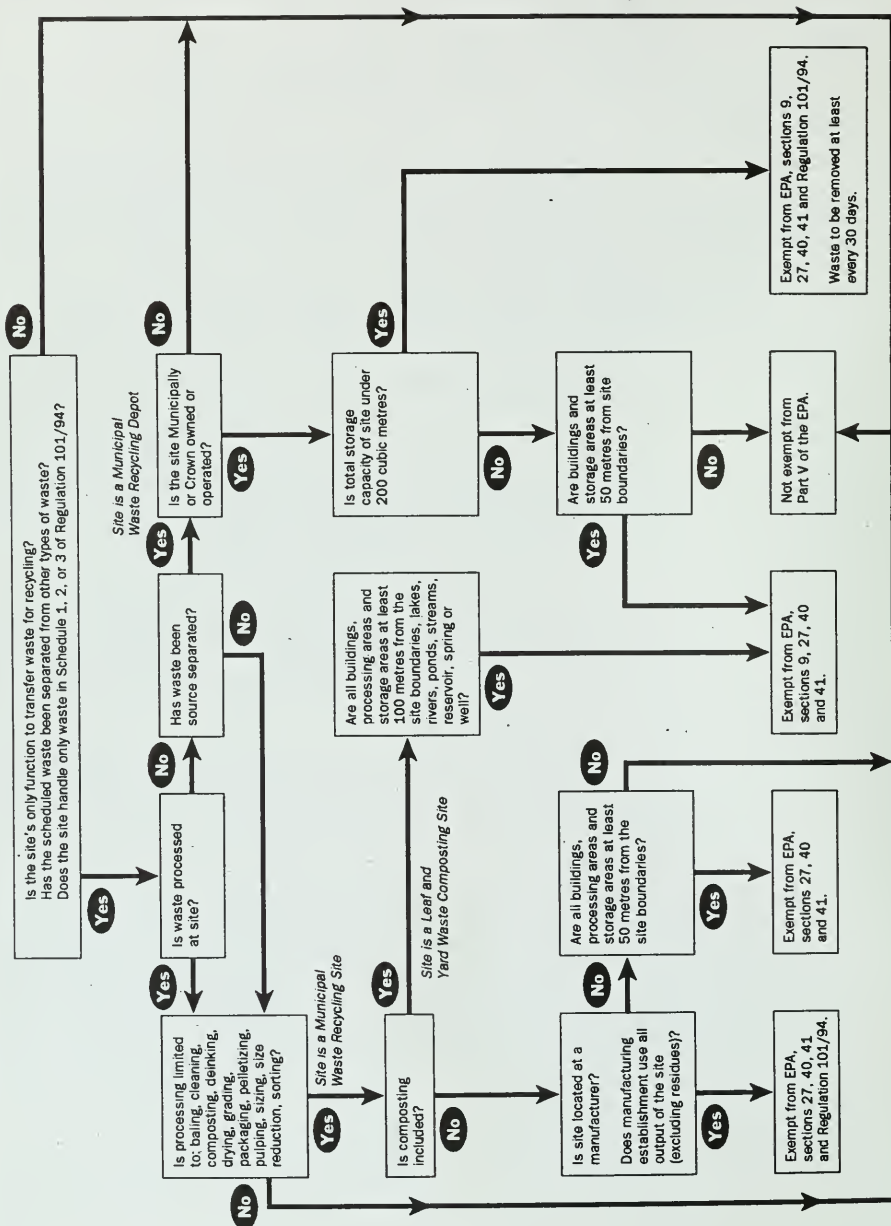 Is the site's only function to transfer waste for recycling?
Has the scheduled waste been separated from other types of waste?
Does the site handle only waste in Schedule 1, 2, or 3 of Regulation 101/94?
No
Yes
Is waste processed
at site?
Yes
No
Has waste been
source separated?
Yes
No
Site is a Municipal
Waste Recycling Depot
Is the site Municipally
or Crown owned or
operated?
No
Yes
Is processing limited
to: baling, cleaning,
composting, deinking,
drying, grading,
packaging, pelletizing,
pulping, sizing, size
reduction, sorting?
No
Yes
Site is a Municipal
Waste Recycling Site
Is composting
included?
Yes
No
Site is a Leaf and
Yard Waste Composting Site
Are all buildings,
processing areas and
storage areas at least
100 metres from the
site boundaries, lakes,
rivers, ponds, streams,
reservoir, spring or
well?
Yes
Is total storage
capacity of site under
200 cubic metres?
Yes
No
Is site located at a
manufacturer?
Does manufacturing
establishment use all
output of the site
(excluding residues)?
No
Yes
Are all buildings,
processing areas and
storage areas at least
50 metres from the
site boundaries?
No
Yes
Are buildings and
storage areas at least
50 metres from site
boundaries?
Yes
No
Exempt from EPA,
sections 27, 40, 41
and Regulation 101/94.
Exempt from EPA,
sections 27, 40
and 41.
Exempt from EPA,
sections 9, 27, 40
and 41.
Not exempt from
Part V of the EPA.
Exempt from EPA, sections 9,
27, 40, 41 and Regulation 101/94.
Waste to be removed at least
every 30 days.